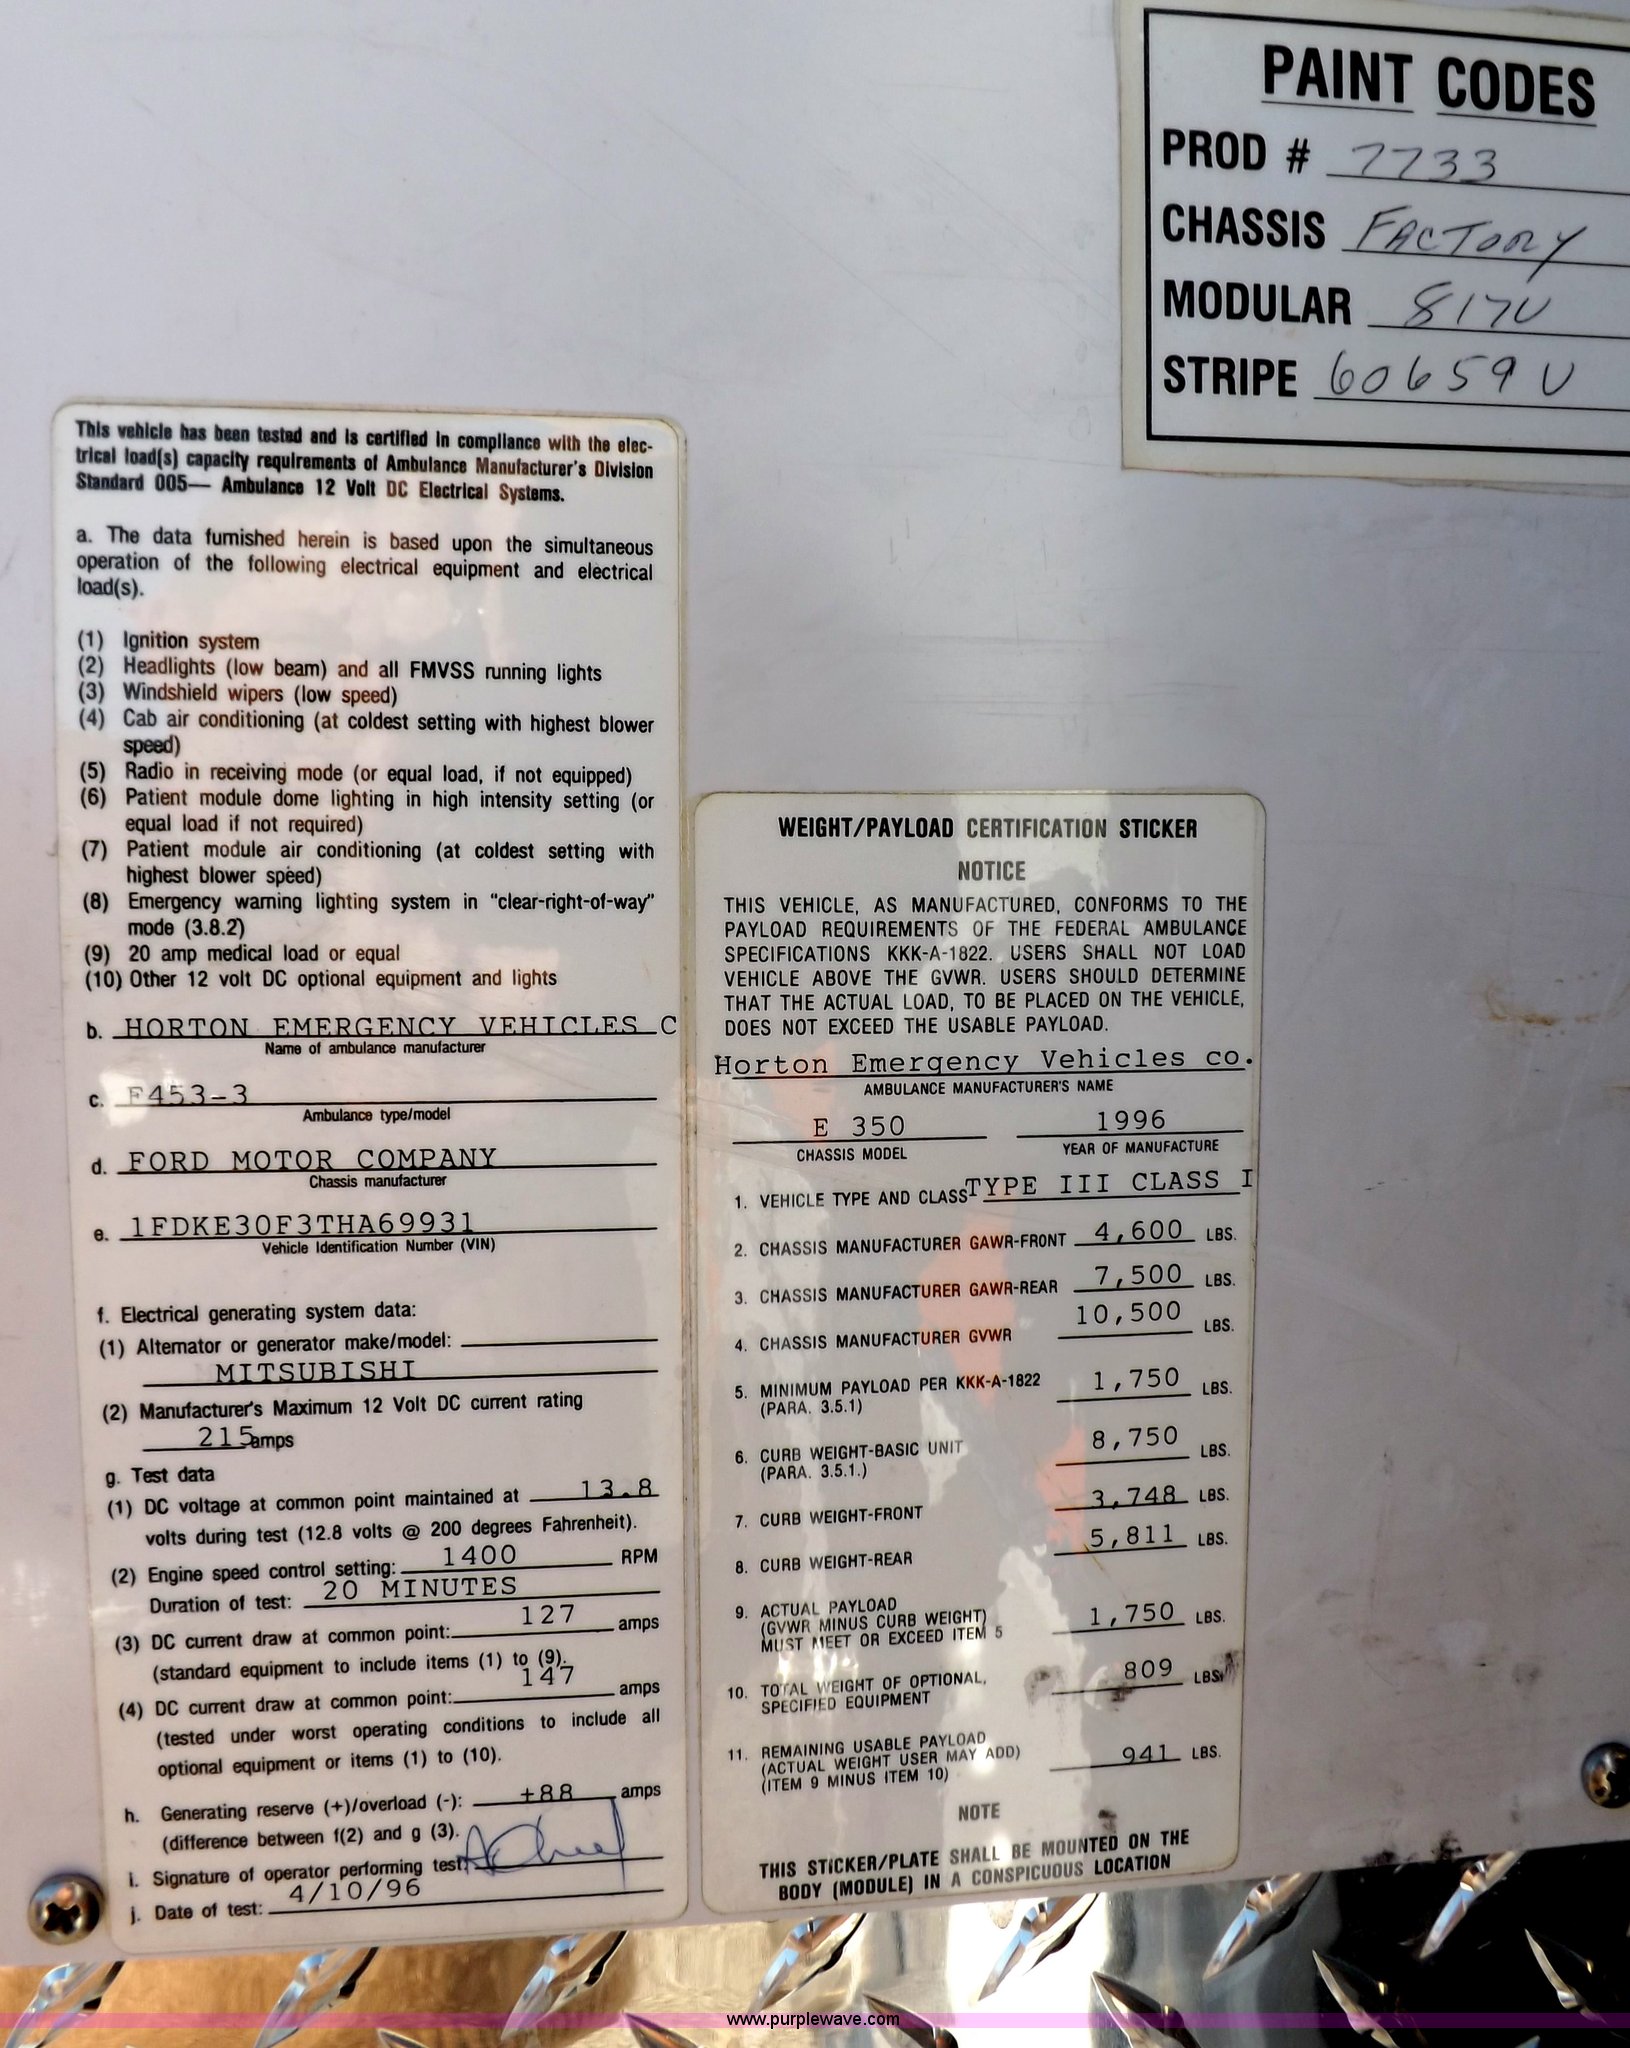 PAINT CODES
PROD # 7733
CHASSIS FACTORY
MODULAR 817U
STRIPE 60659U
This vehicle has been tested and is certified in compliance with the elec-
trical load(s) capacity requirements of Ambulance Manufacturer's Division
Standard 005— Ambulance 12 Volt DC Electrical Systems.
a. The data furnished herein is based upon the simultaneous
operation of the following electrical equipment and electrical
load(s).
(1) Ignition system
(2) Headlights (low beam) and all FMVSS running lights
(3) Windshield wipers (low speed)
(4) Cab air conditioning (at coldest setting with highest blower
speed)
(5) Radio in receiving mode (or equal load, if not equipped)
(6) Patient module dome lighting in high intensity setting (or
equal load if not required)
(7) Patient module air conditioning (at coldest setting with
highest blower speed)
(8) Emergency warning lighting system in "clear-right-of-way"
mode (3.8.2)
(9) 20 amp medical load or equal
(10) Other 12 volt DC optional equipment and lights
b. HORTON EMERGENCY VEHICLES C
Name of ambulance manufacturer
c. F453-3
Ambulance type/model
d. FORD MOTOR COMPANY
Chassis manufacturer
e. 1FDKE30F3THA69931
Vehicle Identification Number (VIN)
f. Electrical generating system data:
(1) Alternator or generator make/model:
MITSUBISHI
(2) Manufacturer's Maximum 12 Volt DC current rating
215 amps
g. Test data
(1) DC voltage at common point maintained at 13.8
volts during test (12.8 volts @ 200 degrees Fahrenheit).
(2) Engine speed control setting: 1400 RPM
Duration of test: 20 MINUTES
(3) DC current draw at common point: 127 amps
(standard equipment to include items (1) to (9).
(4) DC current draw at common point: 147 amps
(tested under worst operating conditions to include all
optional equipment or items (1) to (10).
h. Generating reserve (+)/overload (-): +88 amps
(difference between f(2) and g (3).
i. Signature of operator performing test:
j. Date of test: 4/10/96
WEIGHT/PAYLOAD CERTIFICATION STICKER
NOTICE
THIS VEHICLE, AS MANUFACTURED, CONFORMS TO THE
PAYLOAD REQUIREMENTS OF THE FEDERAL AMBULANCE
SPECIFICATIONS KKK-A-1822. USERS SHALL NOT LOAD
VEHICLE ABOVE THE GVWR. USERS SHOULD DETERMINE
THAT THE ACTUAL LOAD, TO BE PLACED ON THE VEHICLE,
DOES NOT EXCEED THE USABLE PAYLOAD.
Horton Emergency Vehicles co.
AMBULANCE MANUFACTURER'S NAME
E 350 1996
CHASSIS MODEL YEAR OF MANUFACTURE
1. VEHICLE TYPE AND CLASS TYPE III CLASS I
2. CHASSIS MANUFACTURER GAWR-FRONT 4,600 LBS.
3. CHASSIS MANUFACTURER GAWR-REAR 7,500 LBS.
4. CHASSIS MANUFACTURER GVWR 10,500 LBS.
5. MINIMUM PAYLOAD PER KKK-A-1822 1,750 LBS.
(PARA. 3.5.1)
6. CURB WEIGHT-BASIC UNIT 8,750 LBS.
(PARA. 3.5.1.)
7. CURB WEIGHT-FRONT 3,748 LBS.
8. CURB WEIGHT-REAR 5,811 LBS.
9. ACTUAL PAYLOAD
(GVWR MINUS CURB WEIGHT) 1,750 LBS.
MUST MEET OR EXCEED ITEM 5
10. TOTAL WEIGHT OF OPTIONAL, 809 LBS.
SPECIFIED EQUIPMENT
11. REMAINING USABLE PAYLOAD
(ACTUAL WEIGHT USER MAY ADD) 941 LBS.
(ITEM 9 MINUS ITEM 10)
NOTE
THIS STICKER/PLATE SHALL BE MOUNTED ON THE
BODY (MODULE) IN A CONSPICUOUS LOCATION
www.purplewave.com